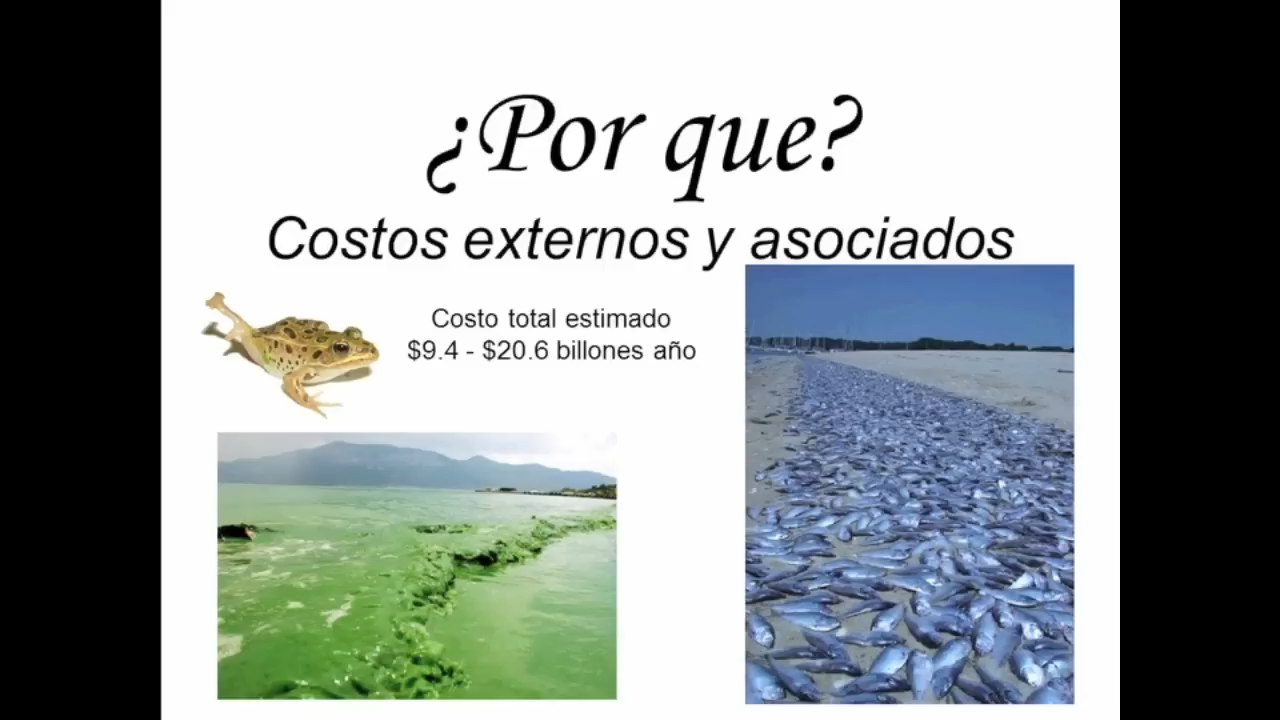 ¿Por que?
Costos externos y asociados
Costo total estimado
$9.4 - $20.6 billones año